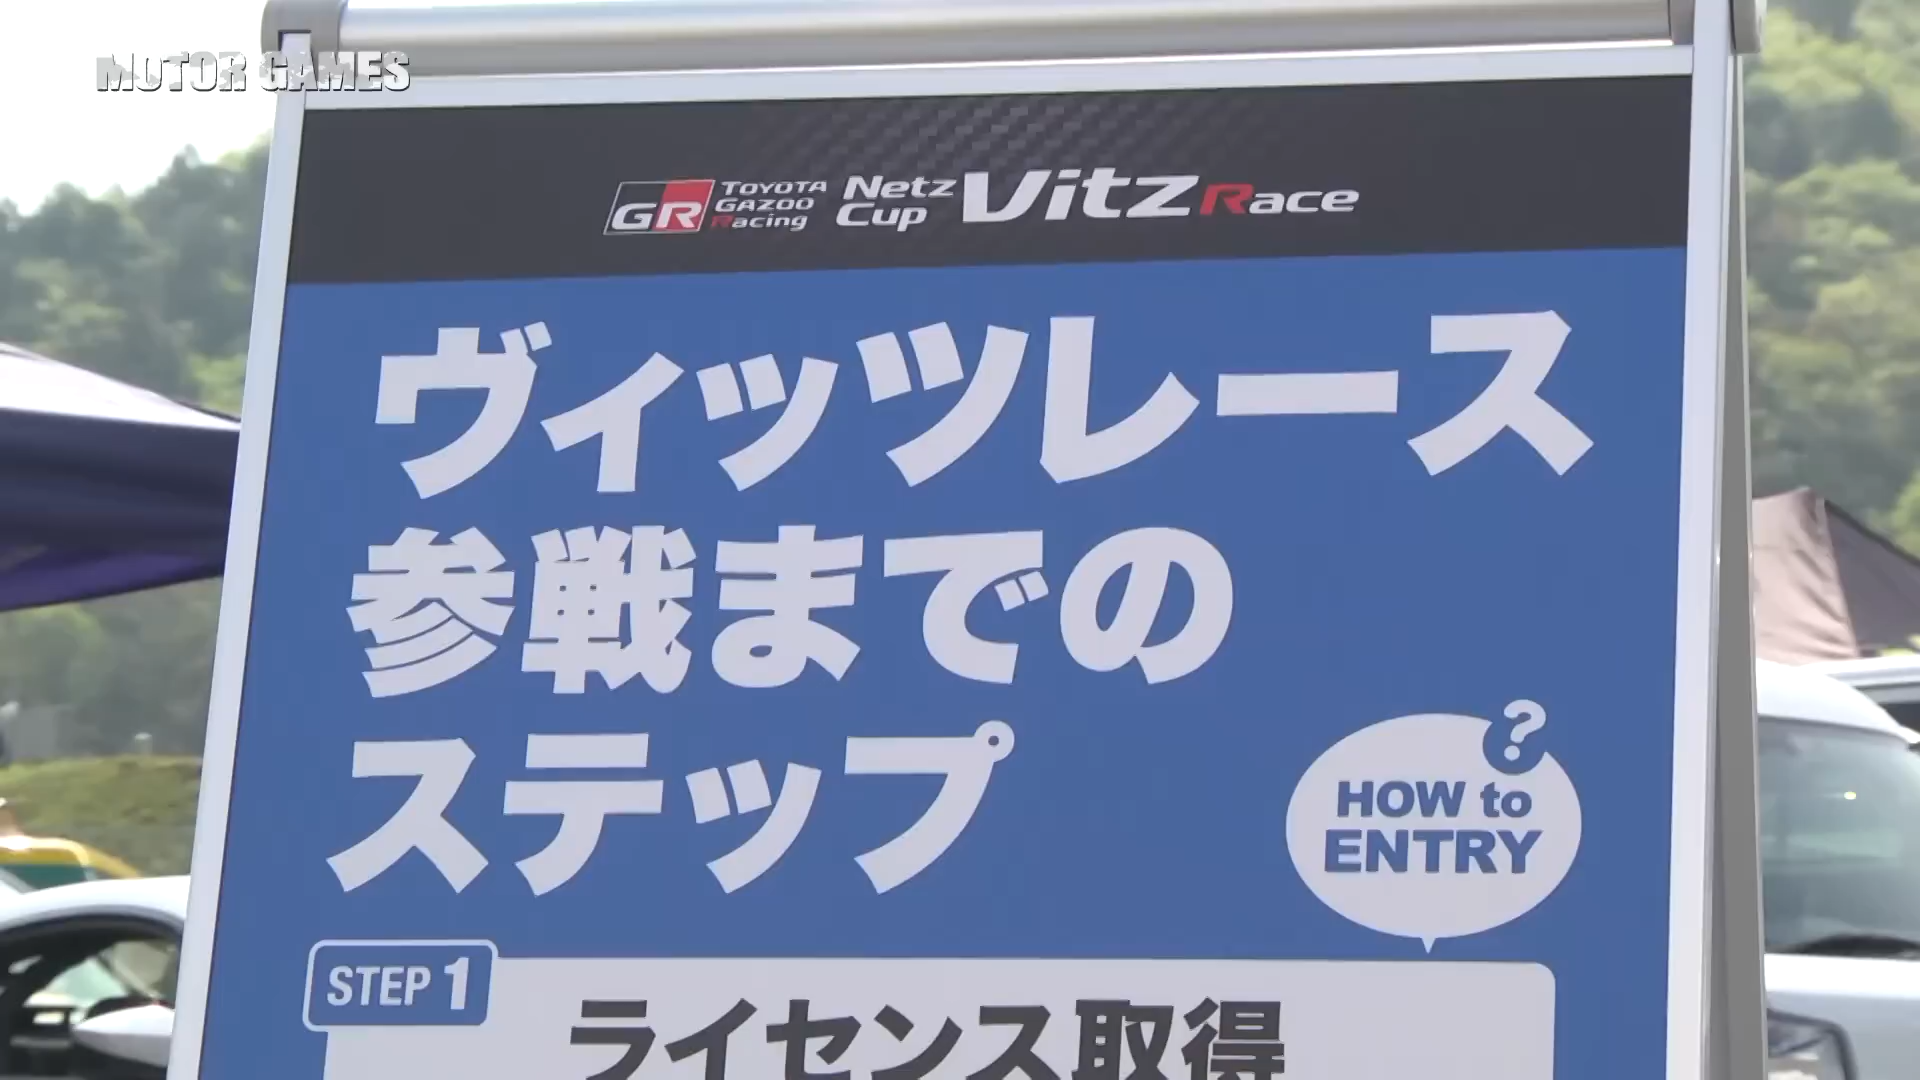 MOTOR GAMES
GR TOYOTA GAZOO Racing Netz Cup Vitz Race
ヴィッツレース
参戦までの
ステップ
?
HOW to
ENTRY
STEP 1
ライセンス取得